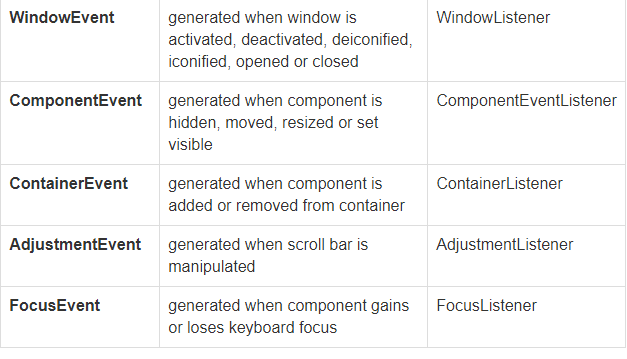 WindowEvent
generated when window is
activated, deactivated, deiconified,
iconified, opened or closed
WindowListener
ComponentEvent
generated when component is
hidden, moved, resized or set
visible
ComponentEventListener
ContainerEvent
generated when component is
added or removed from container
ContainerListener
AdjustmentEvent
generated when scroll bar is
manipulated
AdjustmentListener
FocusEvent
generated when component gains
or loses keyboard focus
FocusListener